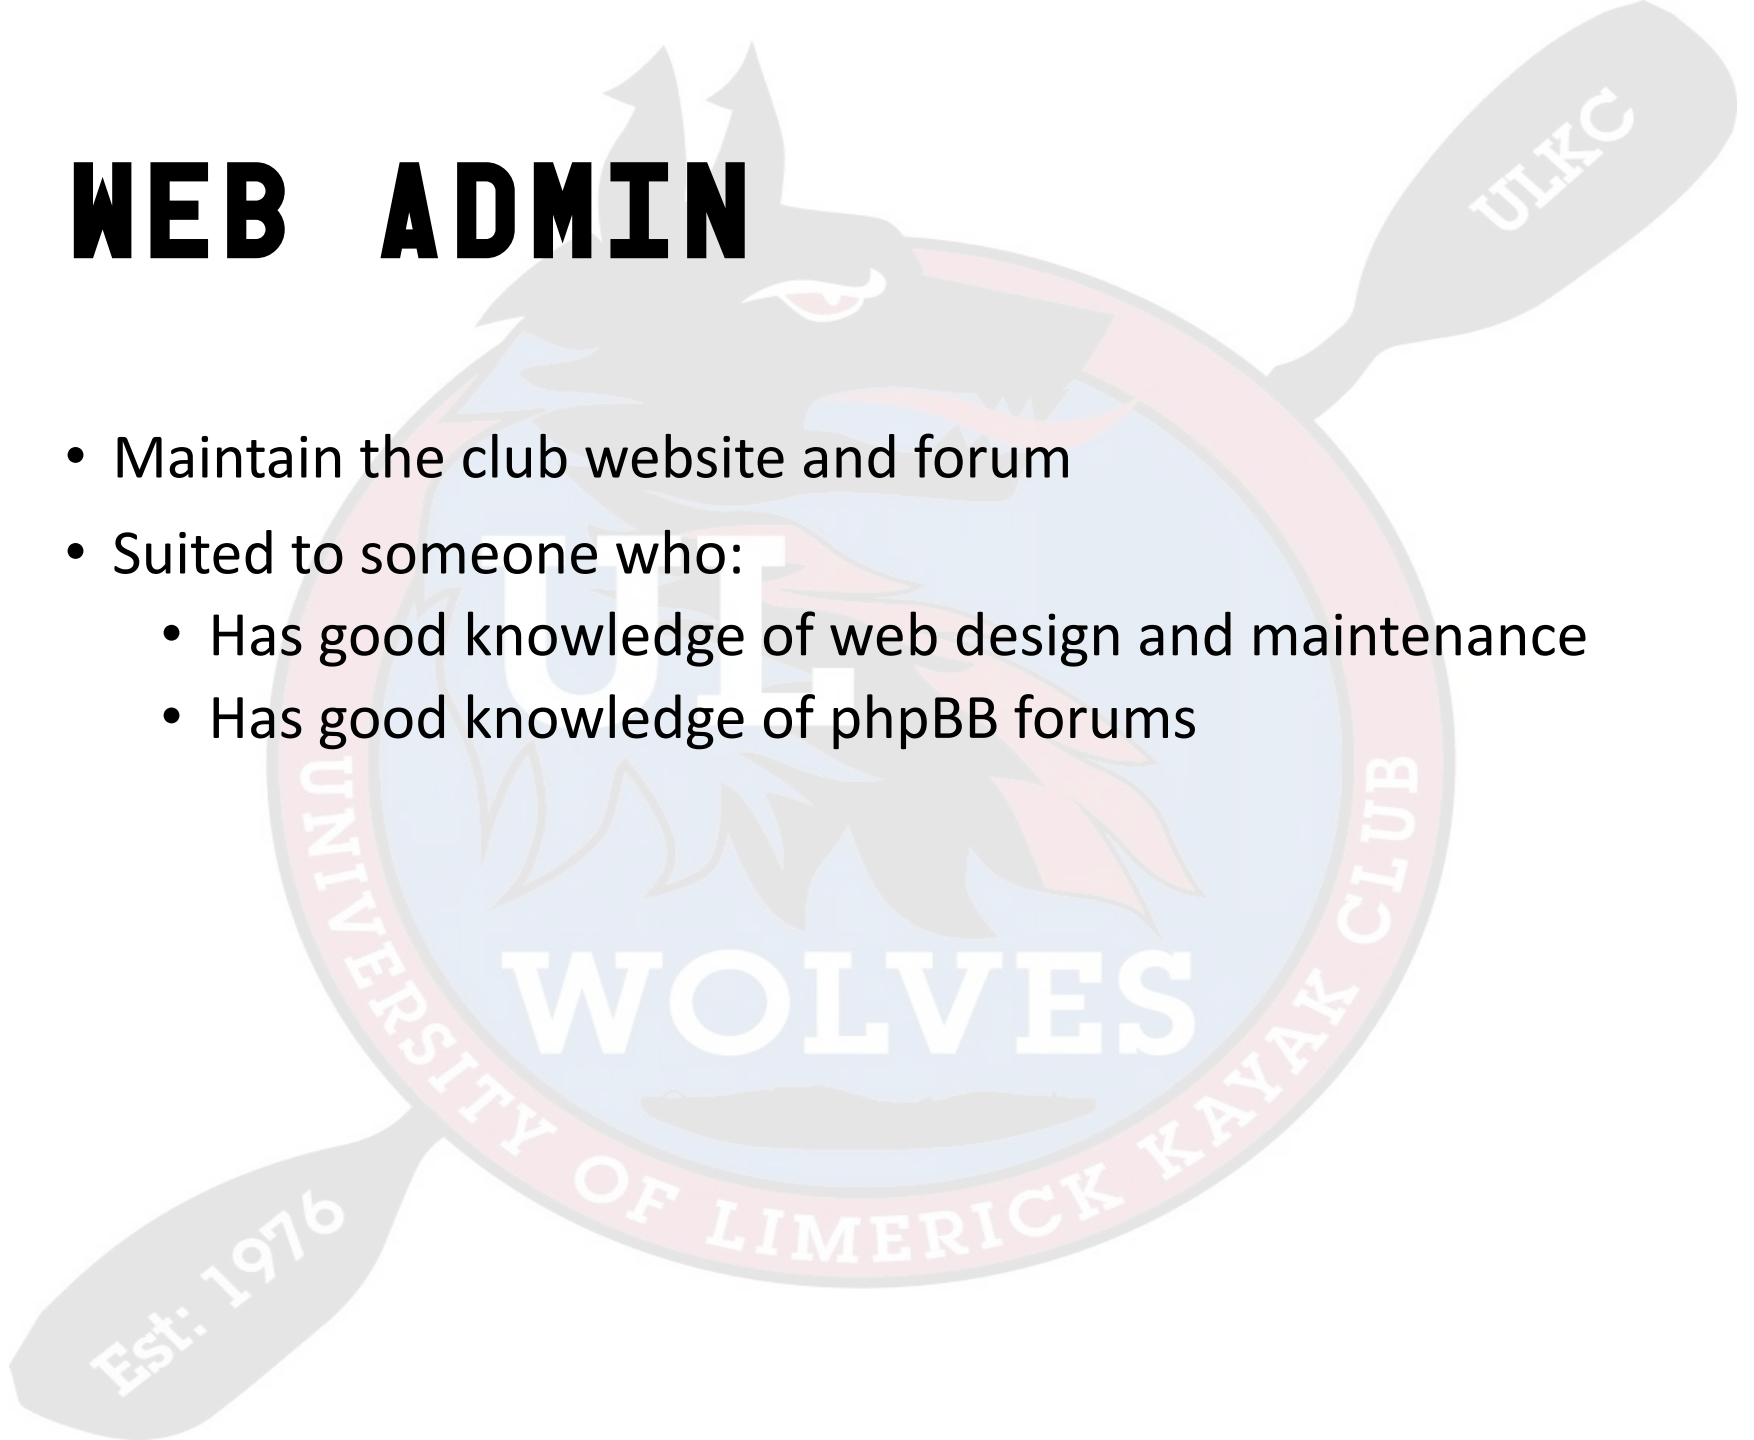 ULKC
WEB ADMIN
• Maintain the club website and forum
• Suited to someone who:
• Has good knowledge of web design and maintenance
• Has good knowledge of phpBB forums
UL
WOLVES
UNIVERSITY OF LIMERICK KAYAK CLUB
Est: 1976